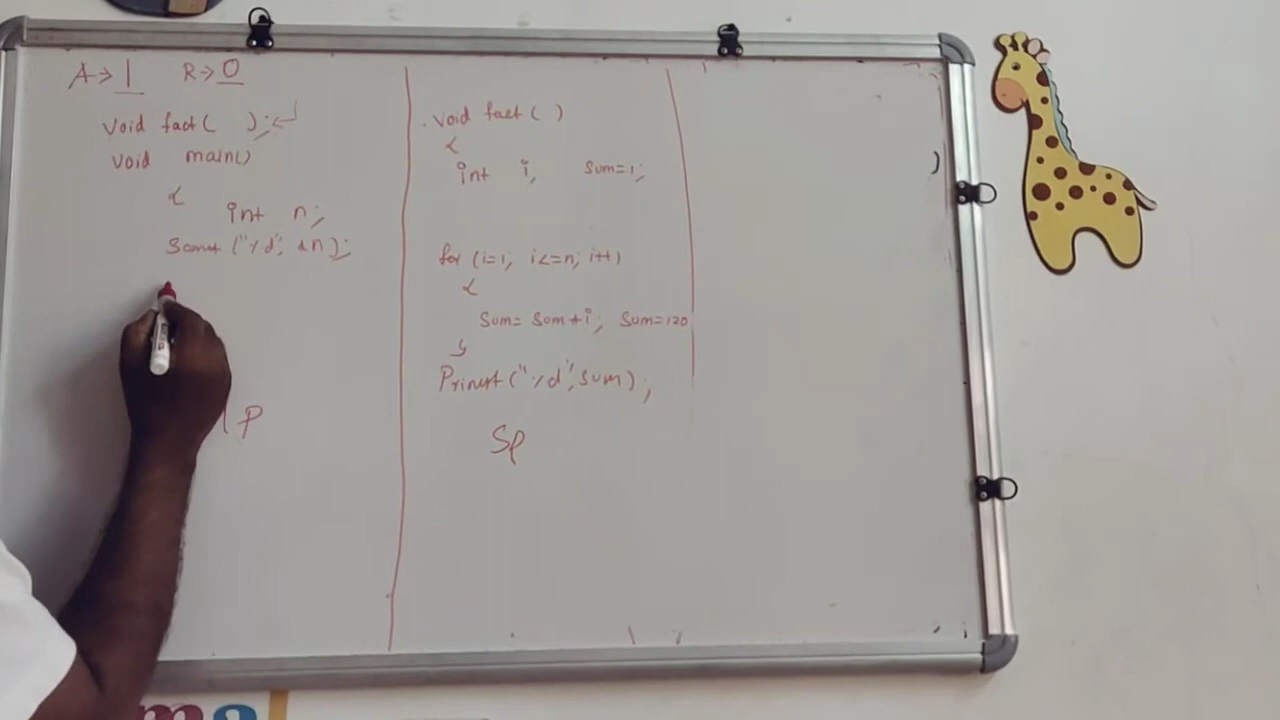 A→1 R→0
void fact( );
void main()
{
int n;
Scanf ("%d", &n);
P
void fact( )
{
int i, Sum=1;
for (i=1; i<=n; i++)
{
Sum= Sum*i; Sum=120
}
Printf("%d",Sum);
Sp
ma